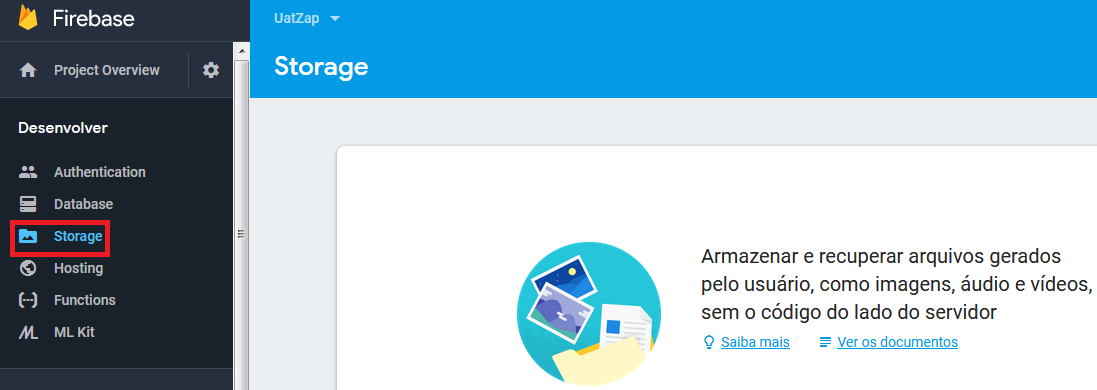 Firebase
UatZap
Project Overview
Storage
Desenvolver
Authentication
Database
Storage
Hosting
Functions
ML Kit
Armazenar e recuperar arquivos gerados
pelo usuário, como imagens, áudio e vídeos,
sem o código do lado do servidor
Saiba mais
Ver os documentos